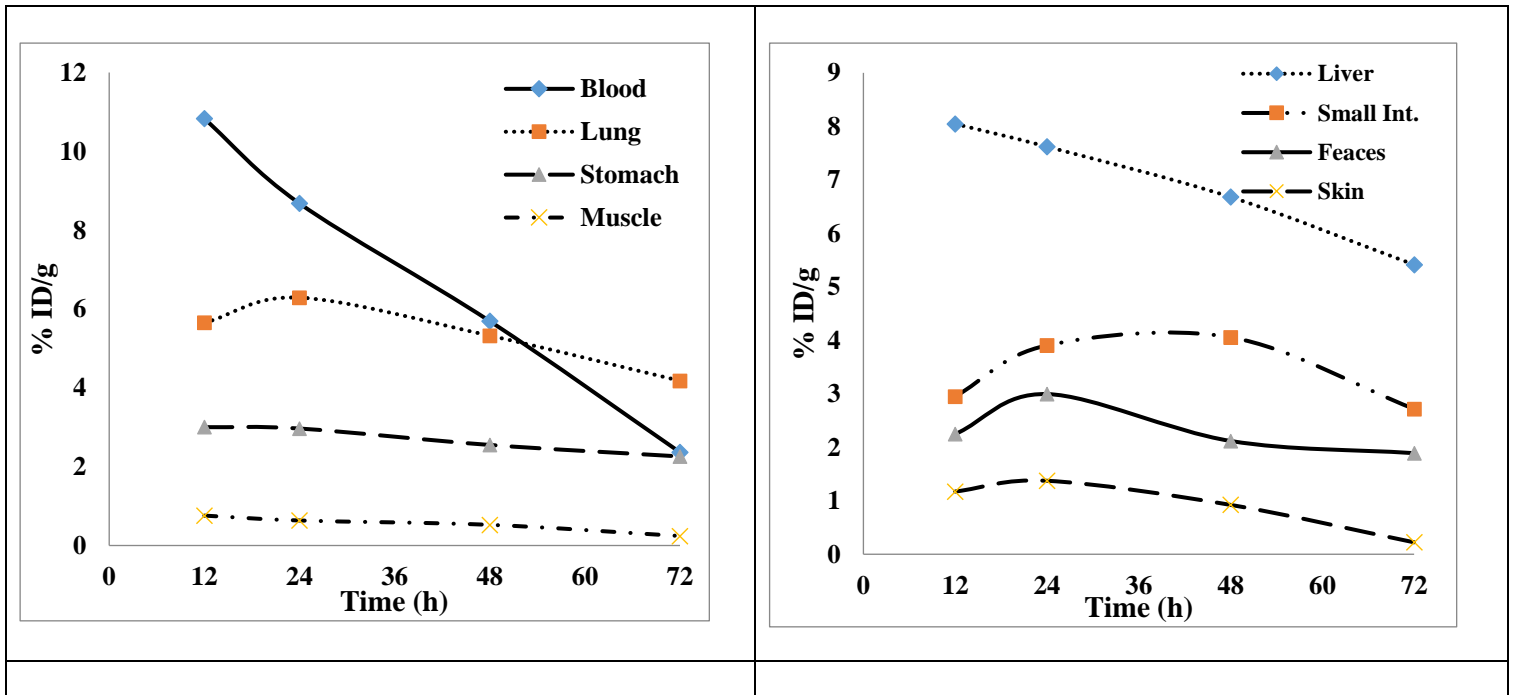 12
10
8
6
4
2
0
% ID/g
Blood
Lung
Stomach
Muscle
0 12 24 36 48 60 72
Time (h)
9
8
7
6
5
4
3
2
1
0
% ID/g
Liver
Small Int.
Feaces
Skin
0 12 24 36 48 60 72
Time (h)